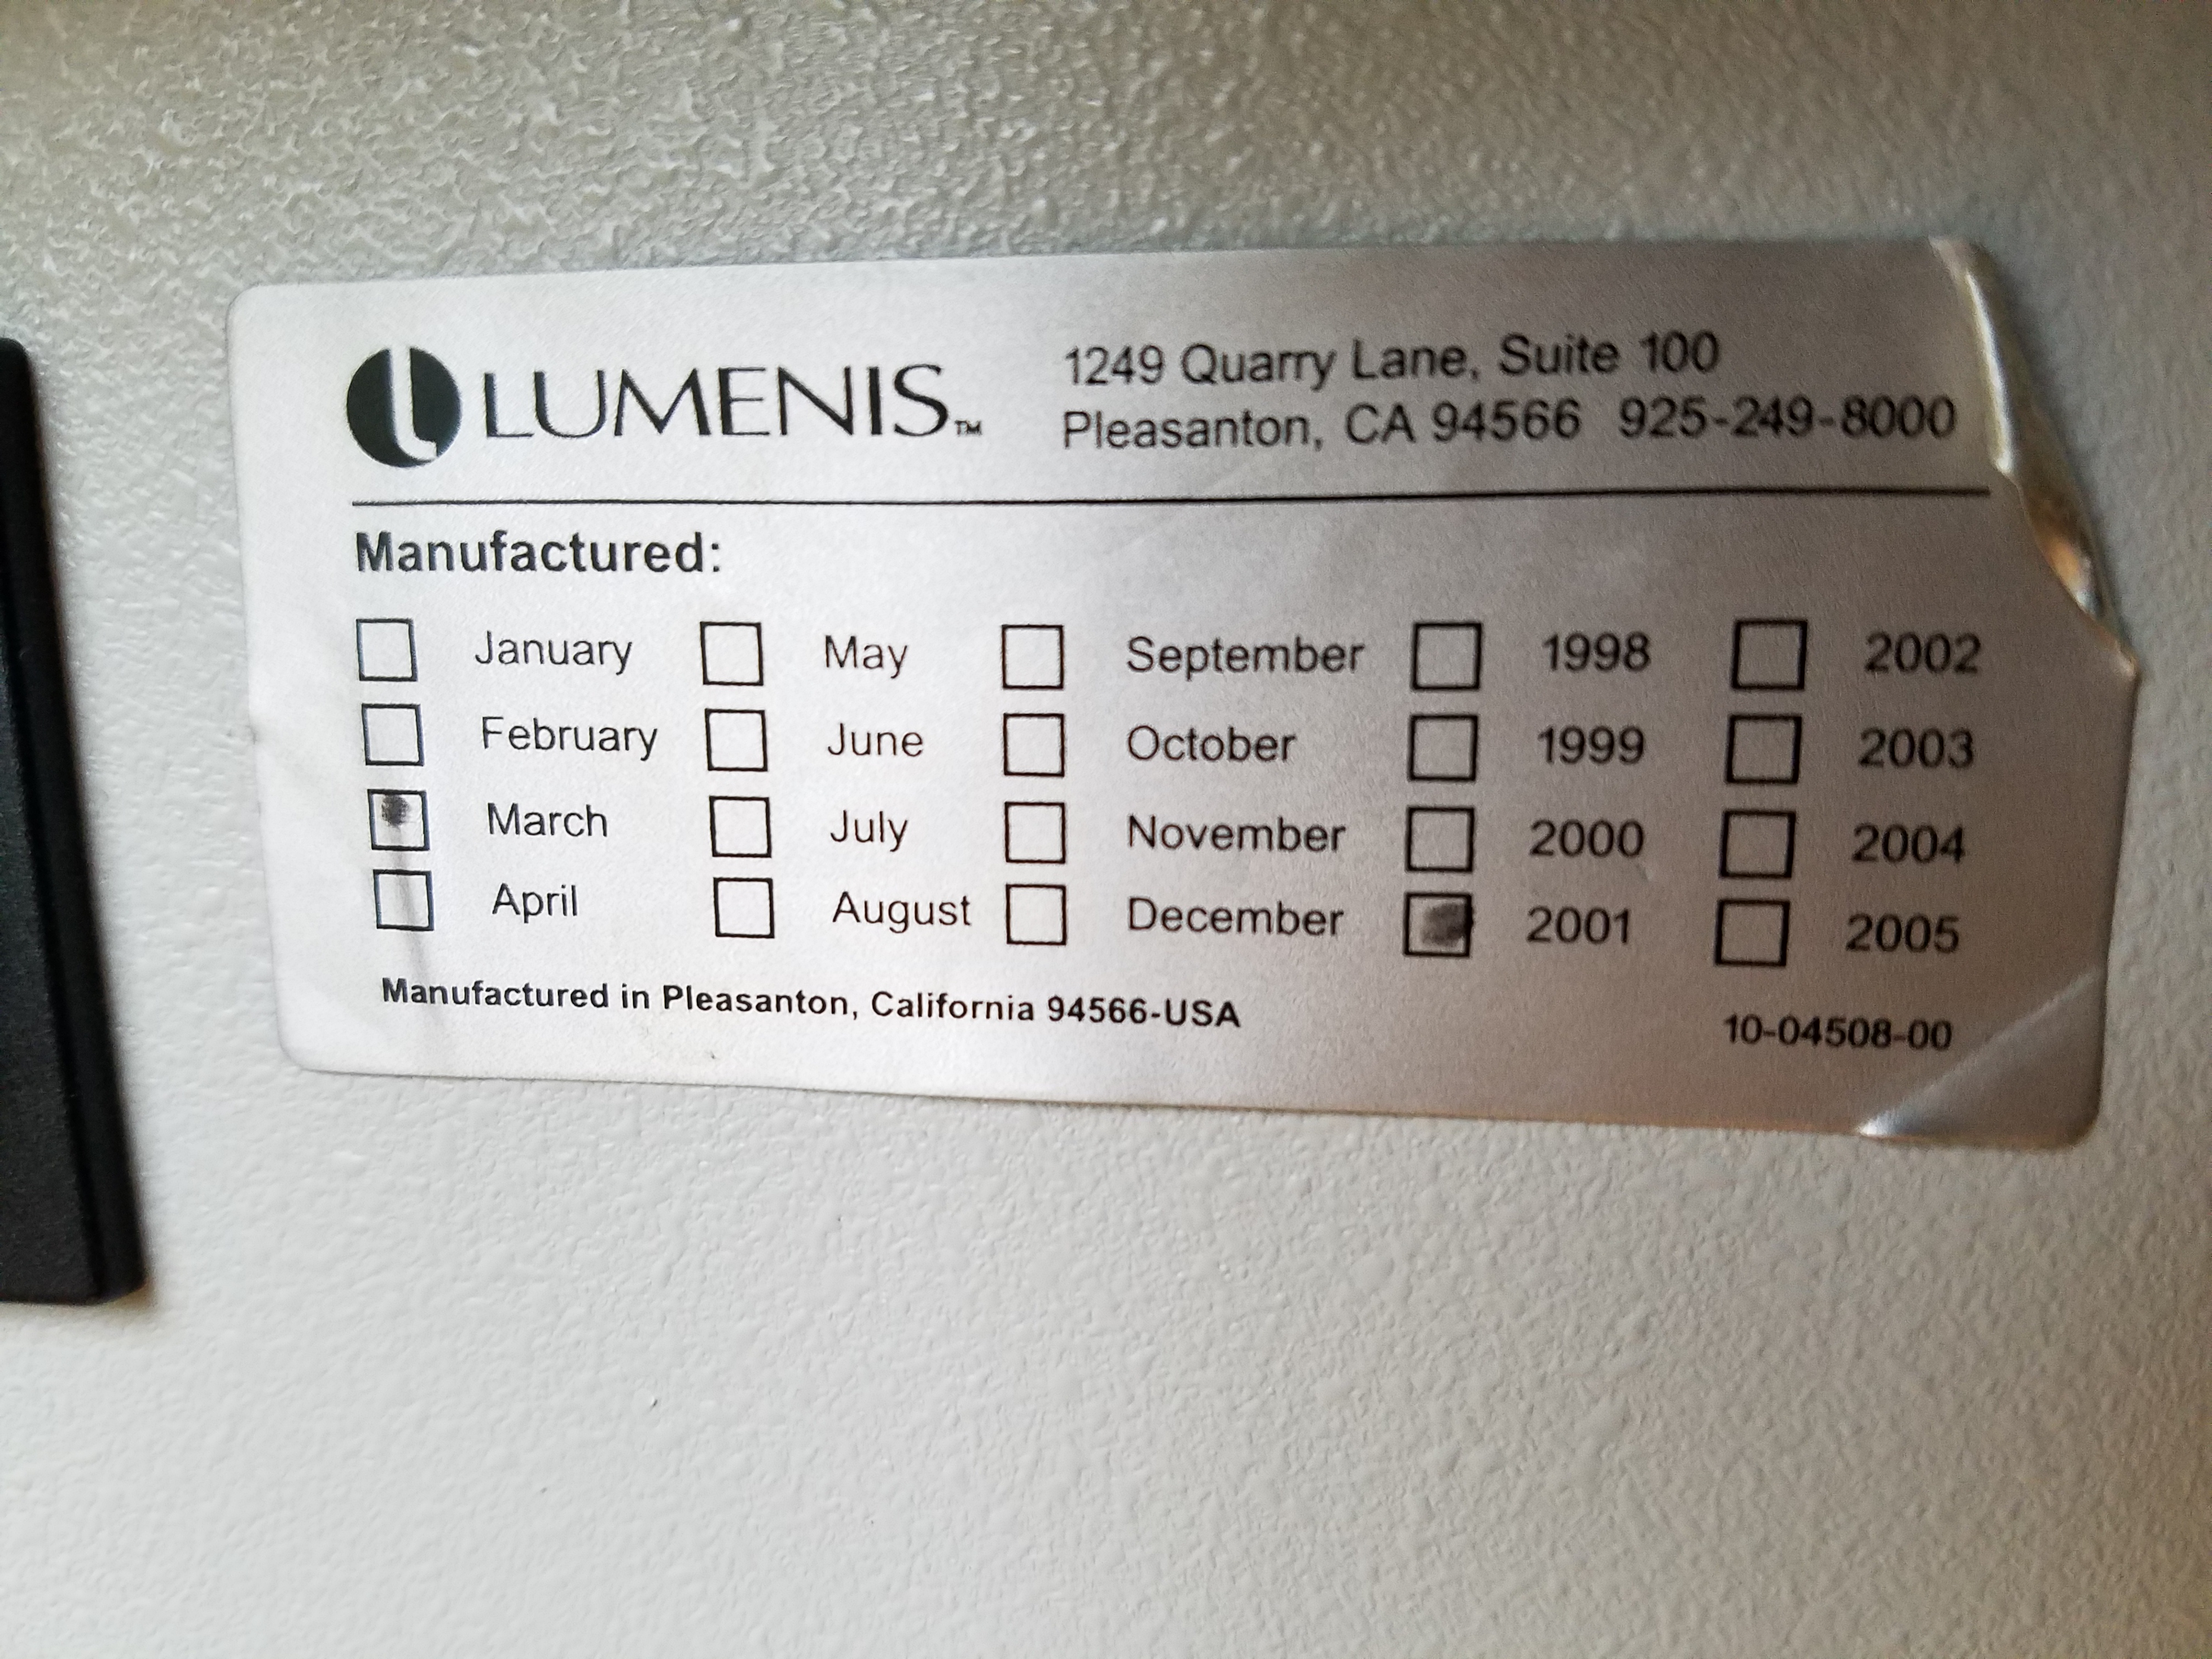 LUMENIS™
1249 Quarry Lane, Suite 100
Pleasanton, CA 94566 925-249-8000
Manufactured:
January May September 1998 2002
February June October 1999 2003
March July November 2000 2004
April August December 2001 2005
Manufactured in Pleasanton, California 94566-USA
10-04508-00